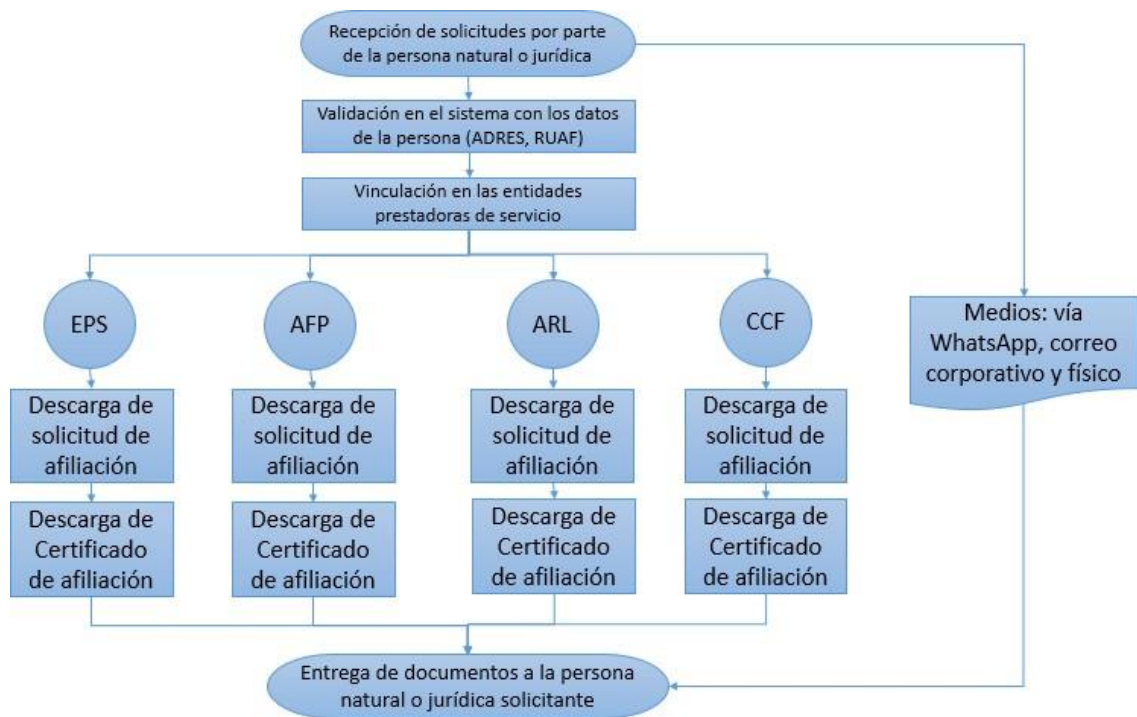 Recepción de solicitudes por parte
de la persona natural o jurídica
Validación en el sistema con los datos
de la persona (ADRES, RUAF)
Vinculación en las entidades
prestadoras de servicio
EPS
AFP
ARL
CCF
Medios: vía
WhatsApp, correo
corporativo y físico
Descarga de
solicitud de
afiliación
Descarga de
solicitud de
afiliación
Descarga de
solicitud de
afiliación
Descarga de
solicitud de
afiliación
Descarga de
Certificado
de afiliación
Descarga de
Certificado
de afiliación
Descarga de
Certificado
de afiliación
Descarga de
Certificado
de afiliación
Entrega de documentos a la persona
natural o jurídica solicitante